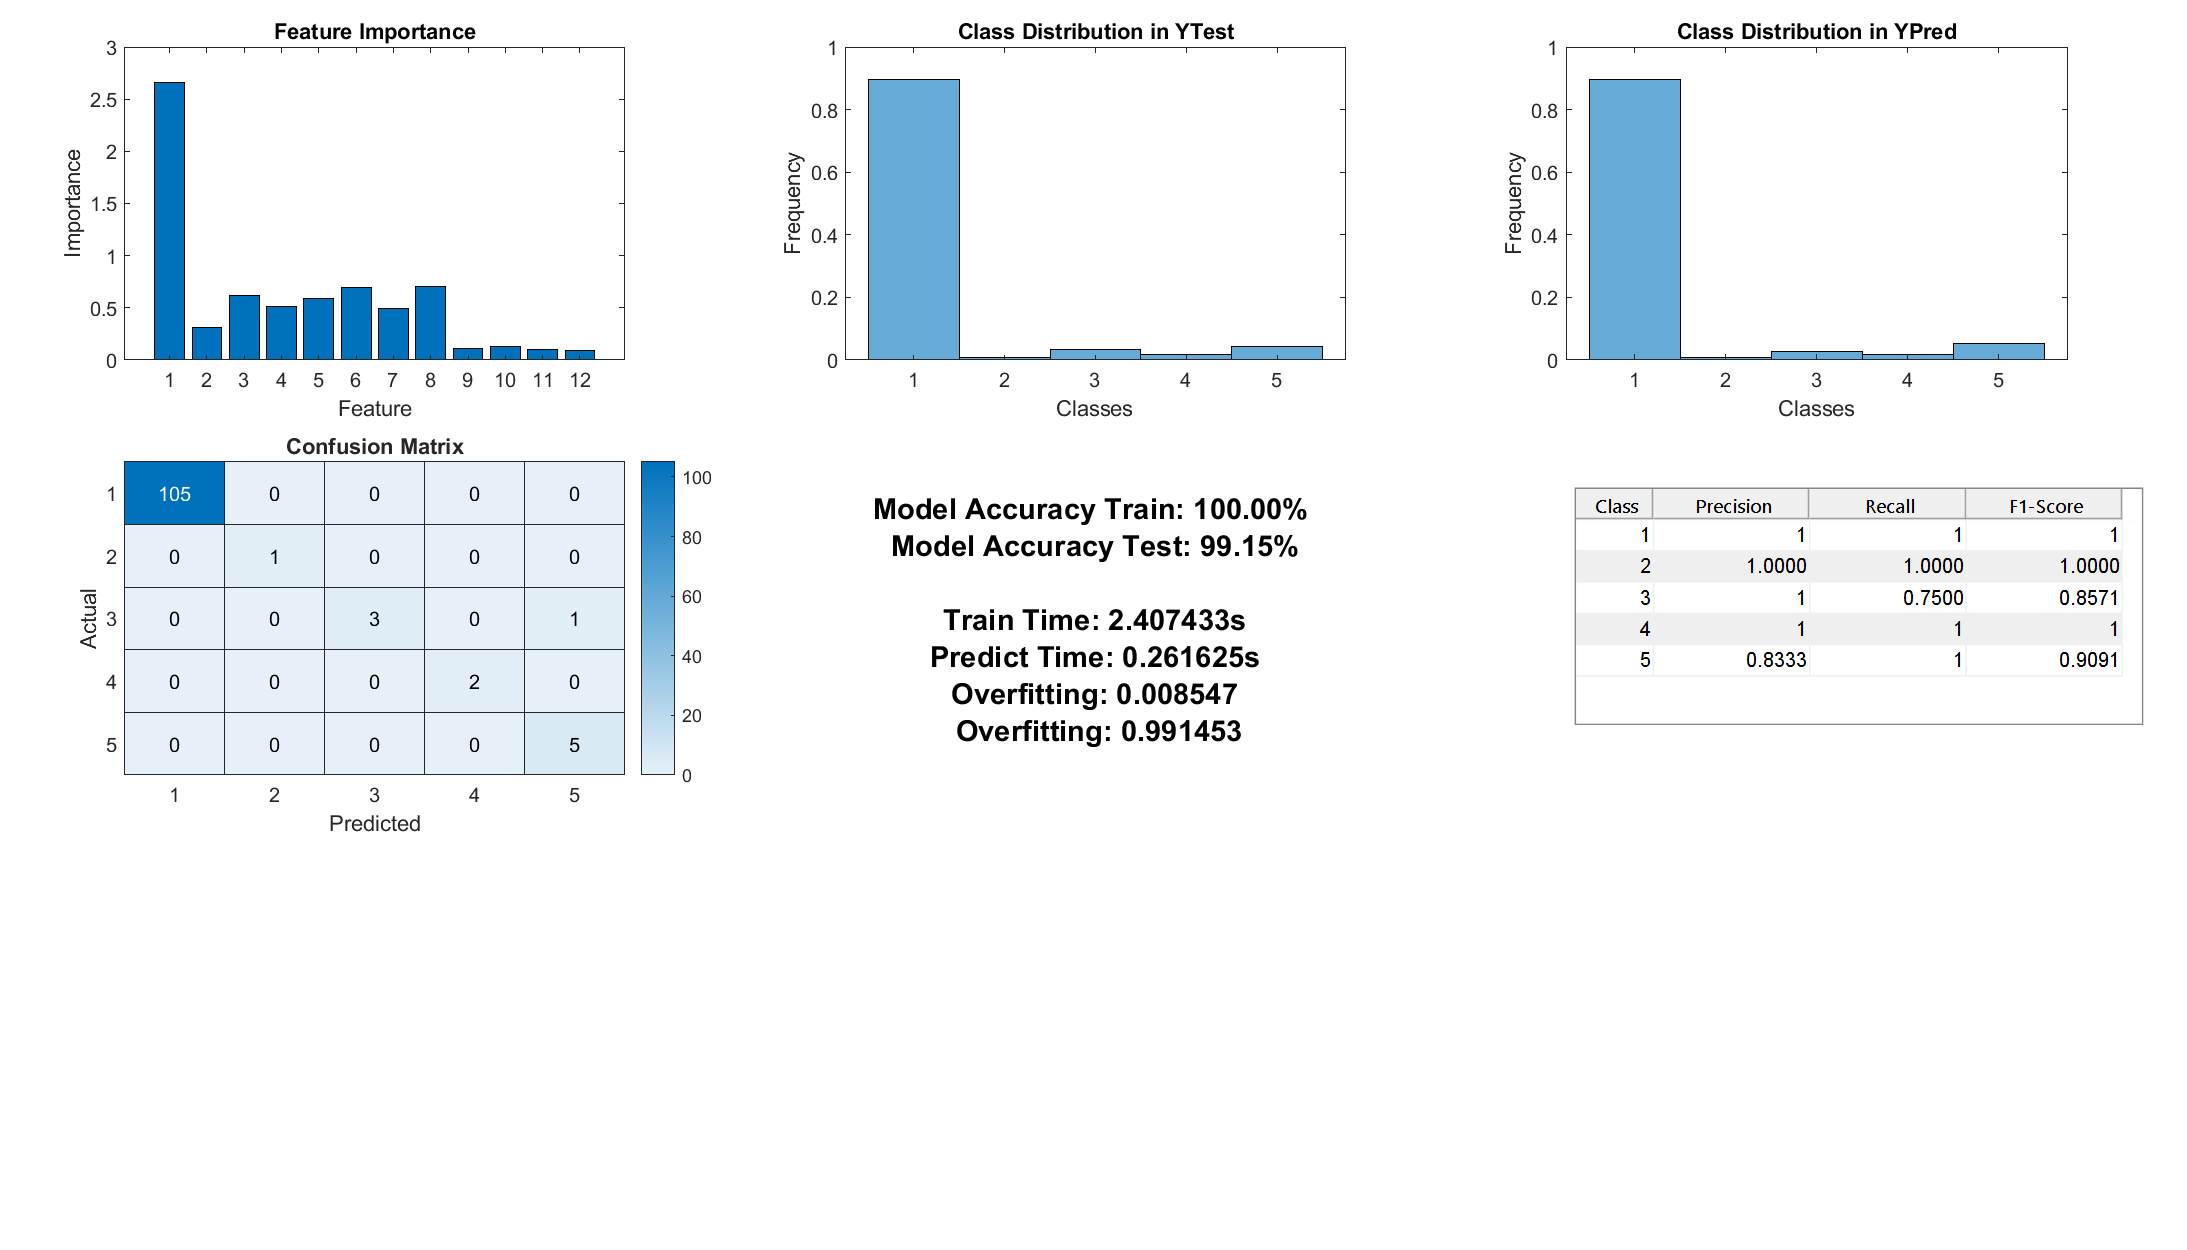 Feature Importance
3
2.5
2
1.5
1
0.5
0
Importance
1 2 3 4 5 6 7 8 9 10 11 12
Feature
Class Distribution in YTest
1
0.8
0.6
0.4
0.2
0
Frequency
1 2 3 4 5
Classes
Class Distribution in YPred
1
0.8
0.6
0.4
0.2
0
Frequency
1 2 3 4 5
Classes
Confusion Matrix
Actual
1 105 0 0 0 0
2 0 1 0 0 0
3 0 0 3 0 1
4 0 0 0 2 0
5 0 0 0 0 5
1 2 3 4 5
Predicted
100
80
60
40
20
0
Model Accuracy Train: 100.00%
Model Accuracy Test: 99.15%
Train Time: 2.407433s
Predict Time: 0.261625s
Overfitting: 0.008547
Overfitting: 0.991453
Class Precision Recall F1-Score
1 1 1 1
2 1.0000 1.0000 1.0000
3 1 0.7500 0.8571
4 1 1 1
5 0.8333 1 0.9091